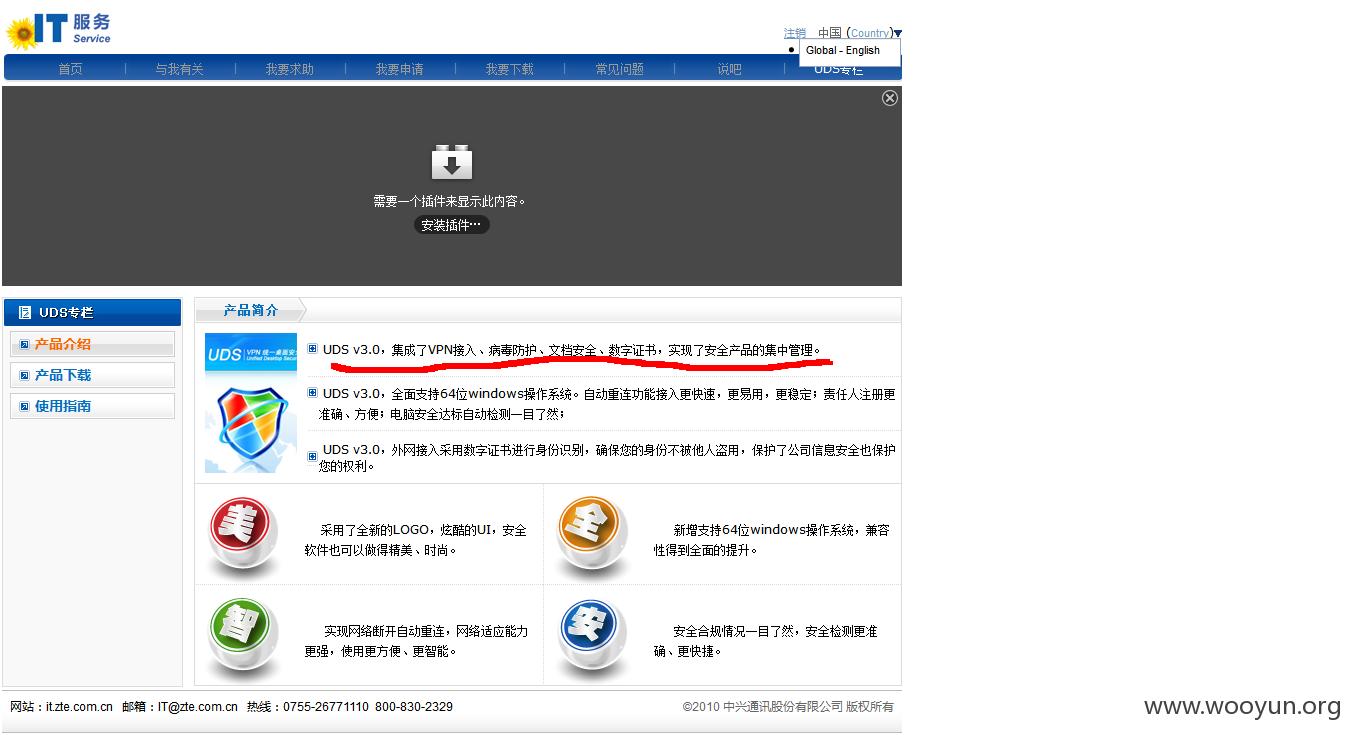 IT 服务
Service
注销 中国 (Country)
Global - English
首页 与我有关 我要求助 我要申请 我要下载 常见问题 说吧 UDS专栏
需要一个插件来显示此内容。
安装插件…
UDS专栏
产品介绍
产品下载
使用指南
产品简介
UDS VPN 统一桌面安
Unified Desktop Secur
UDS v3.0，集成了VPN接入、病毒防护、文档安全、数字证书，实现了安全产品的集中管理。
UDS v3.0，全面支持64位windows操作系统。自动重连功能接入更快速，更易用，更稳定；责任人注册更
准确、方便；电脑安全达标自动检测一目了然；
UDS v3.0，外网接入采用数字证书进行身份识别，确保您的身份不被他人盗用，保护了公司信息安全也保护
您的权利。
美
采用了全新的LOGO，炫酷的UI，安全
软件也可以做得精美、时尚。
全
新增支持64位windows操作系统，兼容
性得到全面的提升。
智
实现网络断开自动重连，网络适应能力
更强，使用更方便、更智能。
安
安全合规情况一目了然，安全检测更准
确、更快捷。
网站：it.zte.com.cn 邮箱：IT@zte.com.cn 热线：0755-26771110 800-830-2329
©2010 中兴通讯股份有限公司 版权所有
www.wooyun.org